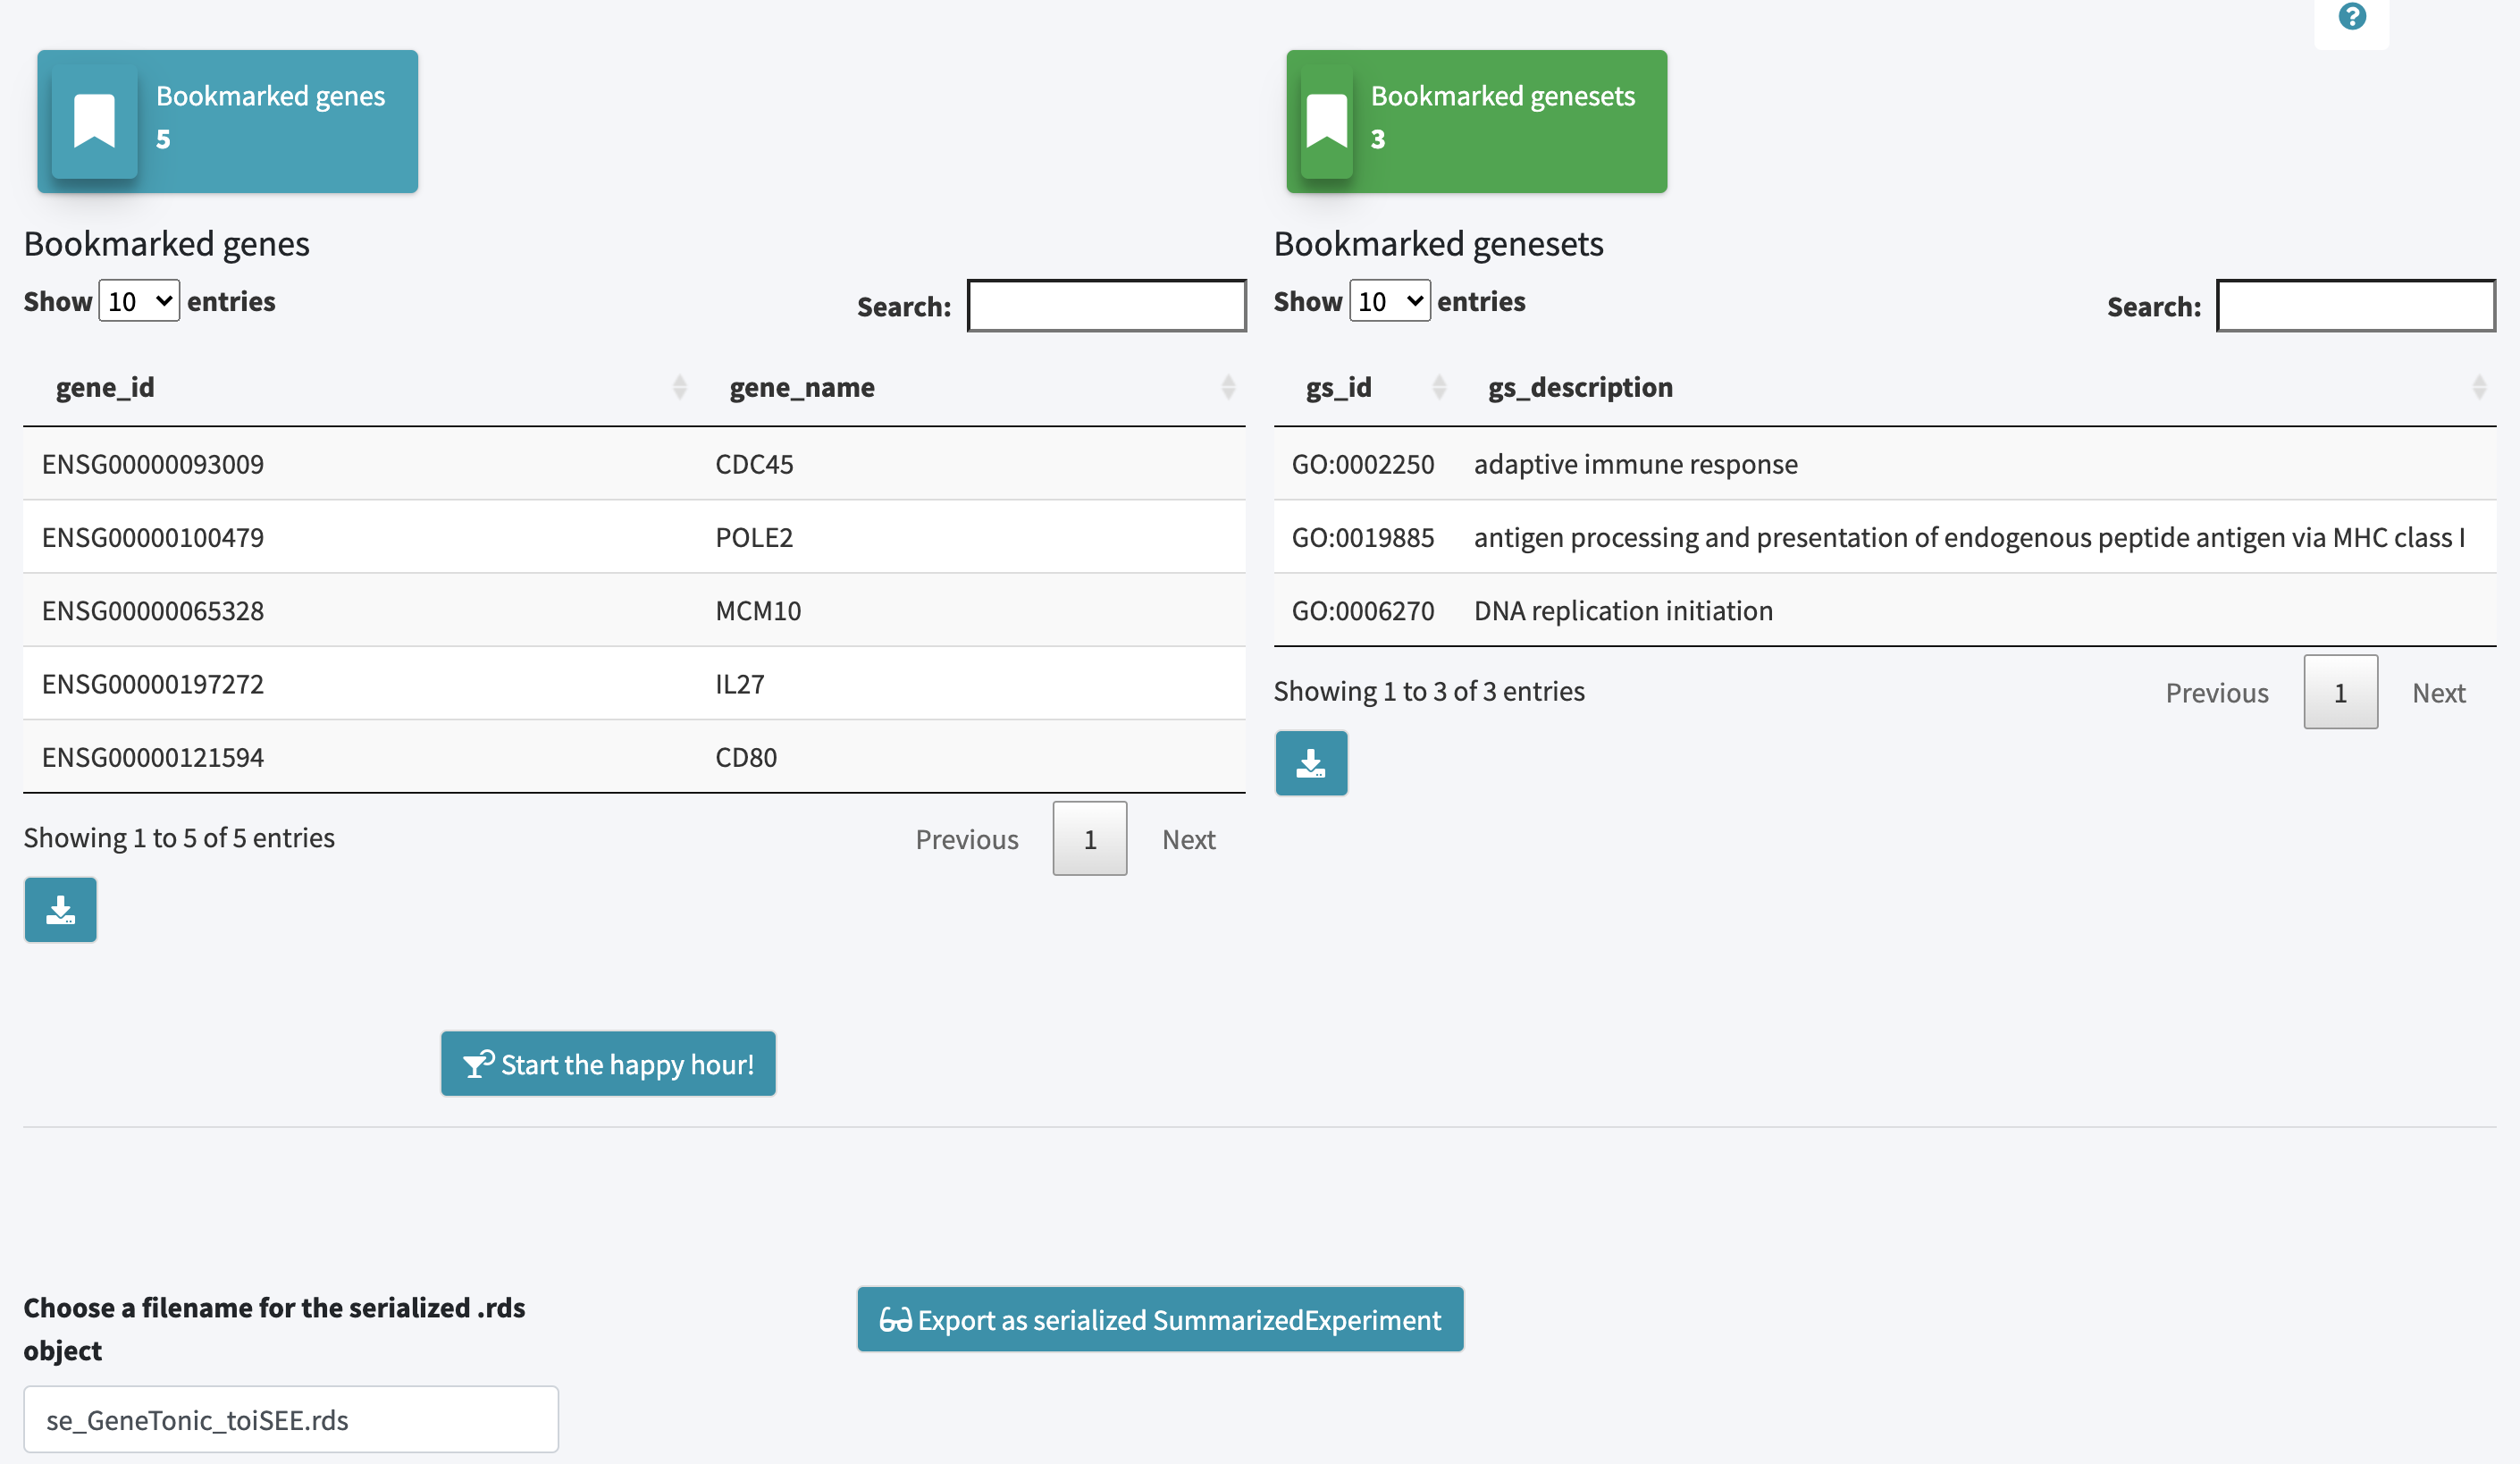 ?
Bookmarked genes
5
Bookmarked genes
Show 10 entries
Search:
gene_id gene_name
ENSG00000093009 CDC45
ENSG00000100479 POLE2
ENSG00000065328 MCM10
ENSG00000197272 IL27
ENSG00000121594 CD80
Showing 1 to 5 of 5 entries
Previous 1 Next
Bookmarked genesets
3
Bookmarked genesets
Show 10 entries
Search:
gs_id gs_description
GO:0002250 adaptive immune response
GO:0019885 antigen processing and presentation of endogenous peptide antigen via MHC class I
GO:0006270 DNA replication initiation
Showing 1 to 3 of 3 entries
Previous 1 Next
Start the happy hour!
Choose a filename for the serialized .rds
object
se_GeneTonic_toiSEE.rds
Export as serialized SummarizedExperiment